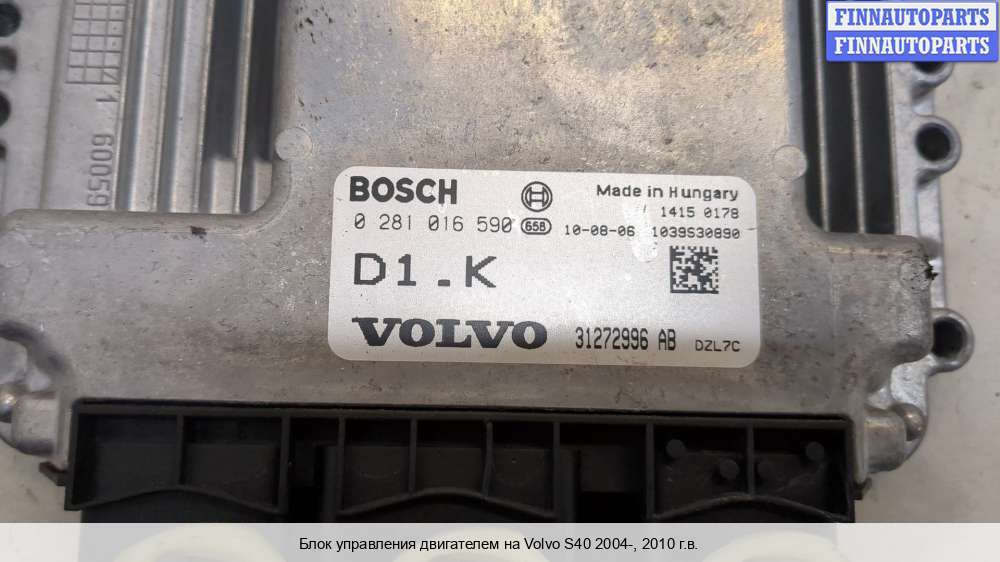 FINNAUTOPARTS
FINNAUTOPARTS
1 60059
BOSCH
Made in Hungary
1415 0178
0 281 016 590 658 10-08-06 1039S30890
D1.K
VOLVO 31272996 AB DZL7C
Блок управления двигателем на Volvo S40 2004-, 2010 г.в.